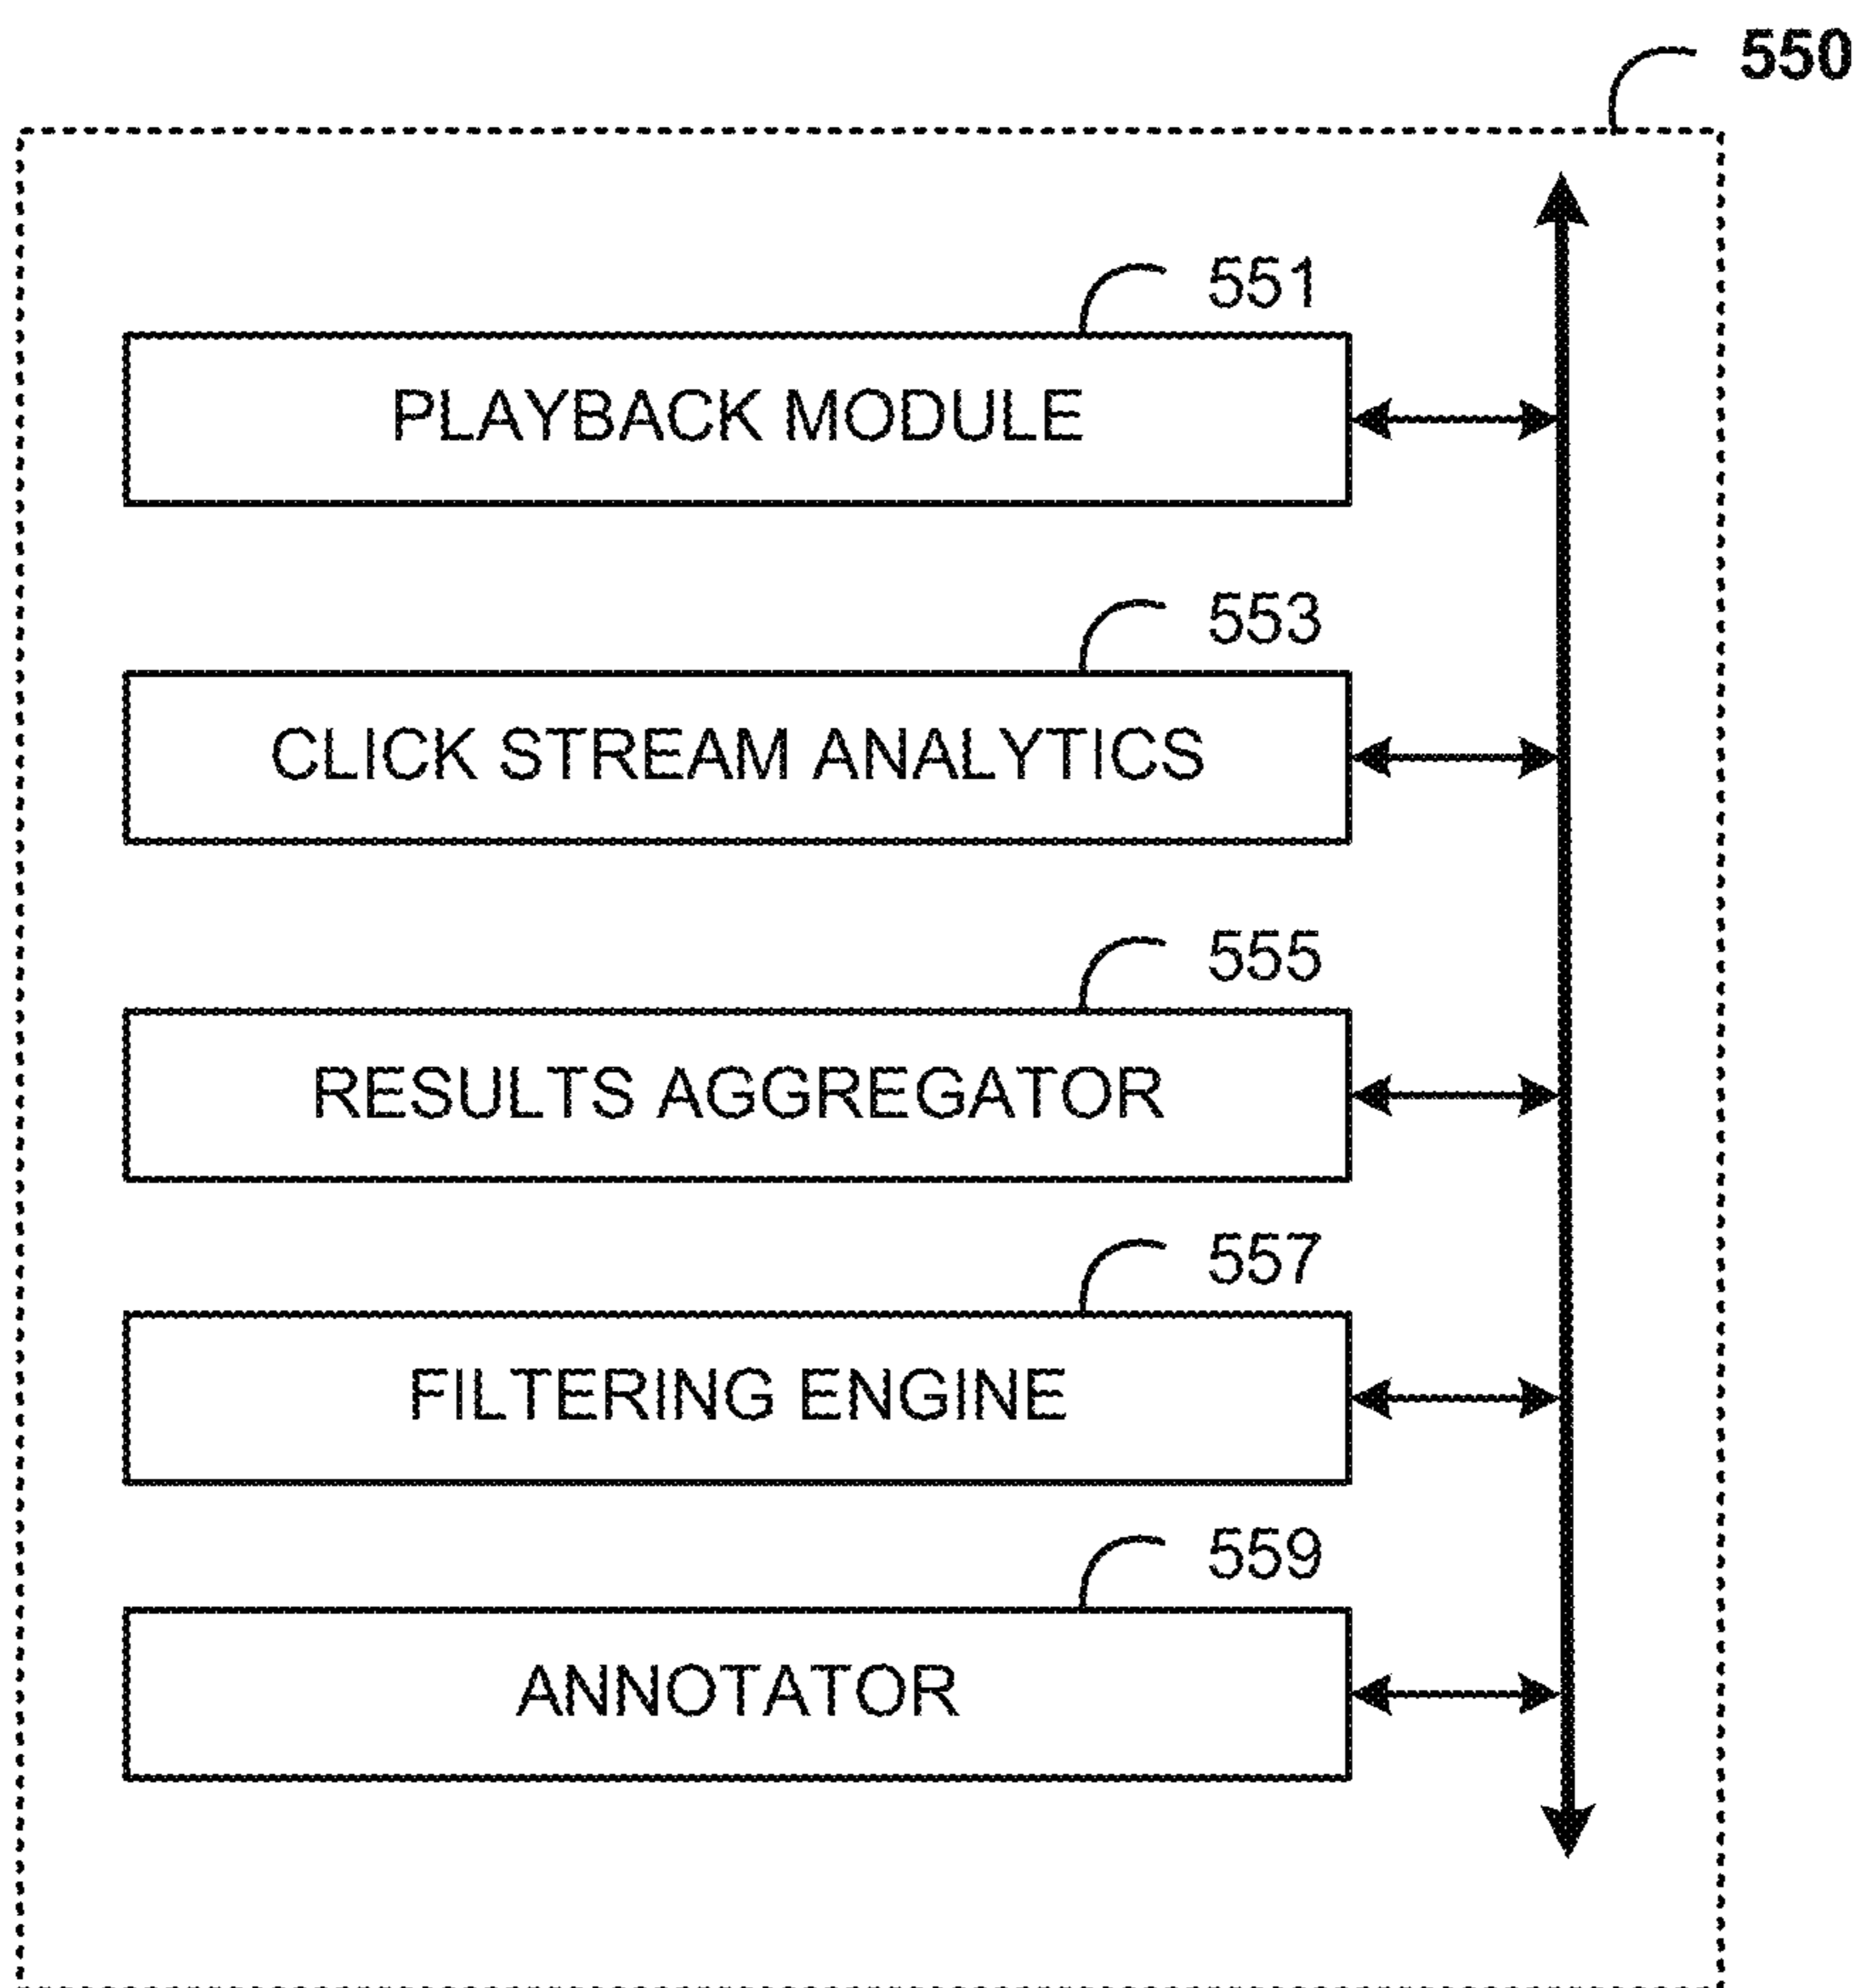 550
551
PLAYBACK MODULE
553
CLICK STREAM ANALYTICS
555
RESULTS AGGREGATOR
557
FILTERING ENGINE
559
ANNOTATOR